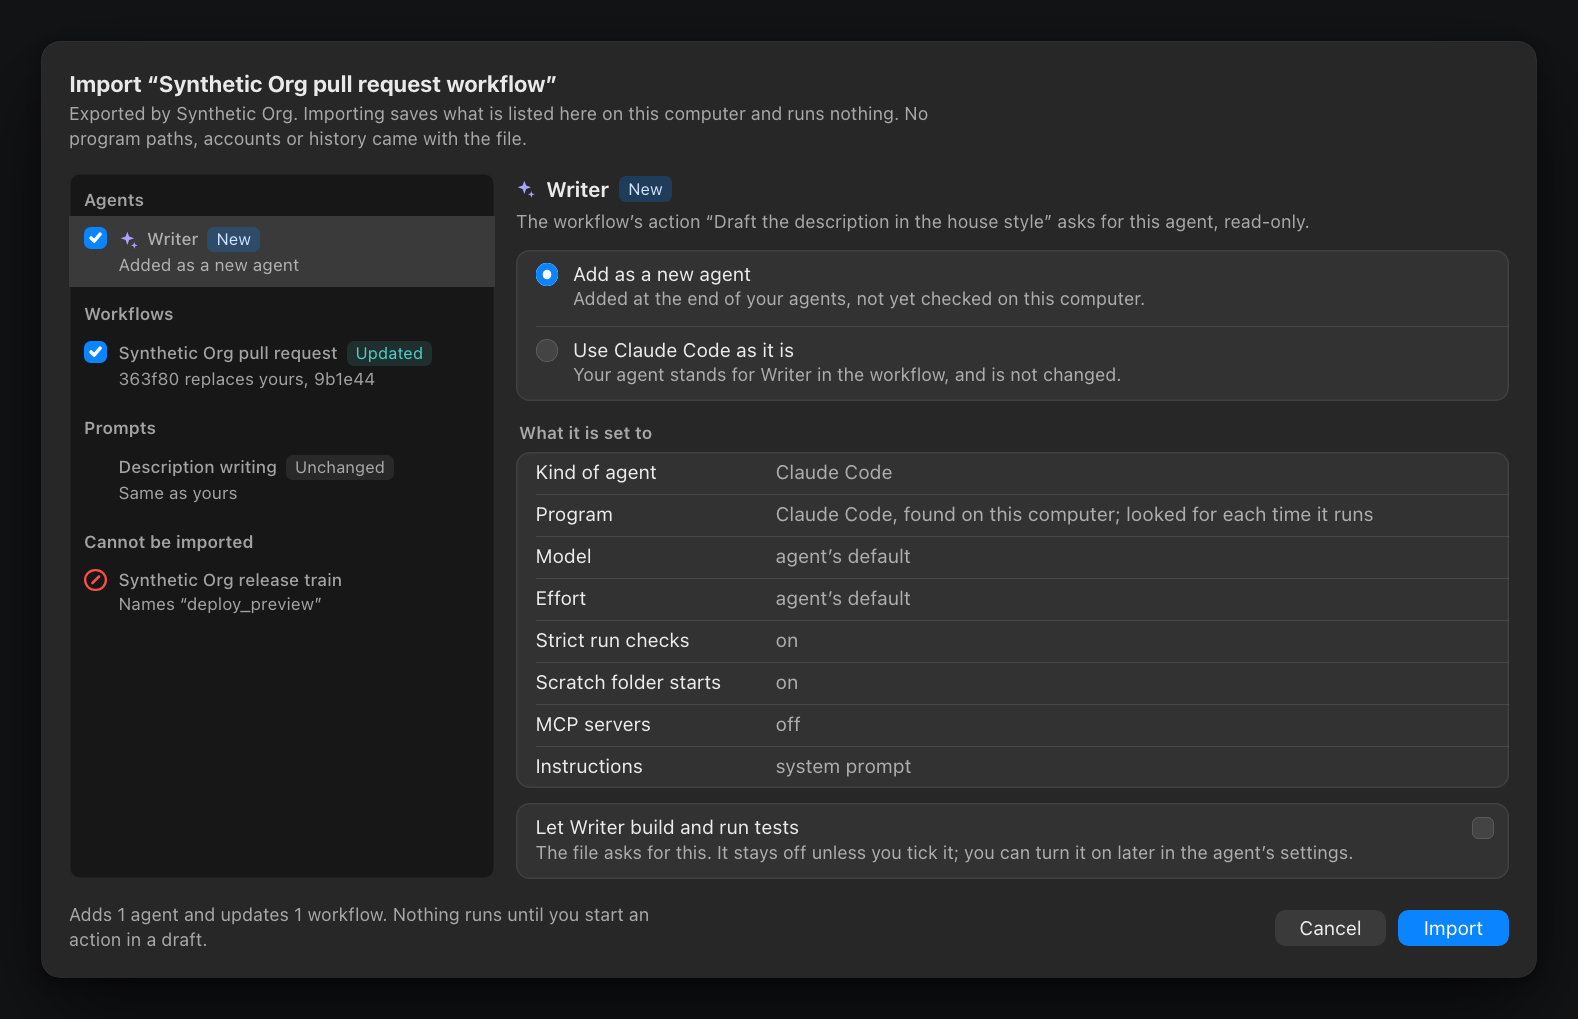 Import “Synthetic Org pull request workflow”
Exported by Synthetic Org. Importing saves what is listed here on this computer and runs nothing. No
program paths, accounts or history came with the file.
Agents
Writer New
Added as a new agent
Workflows
Synthetic Org pull request Updated
363f80 replaces yours, 9b1e44
Prompts
Description writing Unchanged
Same as yours
Cannot be imported
Synthetic Org release train
Names “deploy_preview”
Writer New
The workflow’s action “Draft the description in the house style” asks for this agent, read-only.
Add as a new agent
Added at the end of your agents, not yet checked on this computer.
Use Claude Code as it is
Your agent stands for Writer in the workflow, and is not changed.
What it is set to
Kind of agent Claude Code
Program Claude Code, found on this computer; looked for each time it runs
Model agent’s default
Effort agent’s default
Strict run checks on
Scratch folder starts on
MCP servers off
Instructions system prompt
Let Writer build and run tests
The file asks for this. It stays off unless you tick it; you can turn it on later in the agent’s settings.
Adds 1 agent and updates 1 workflow. Nothing runs until you start an
action in a draft.
Cancel Import